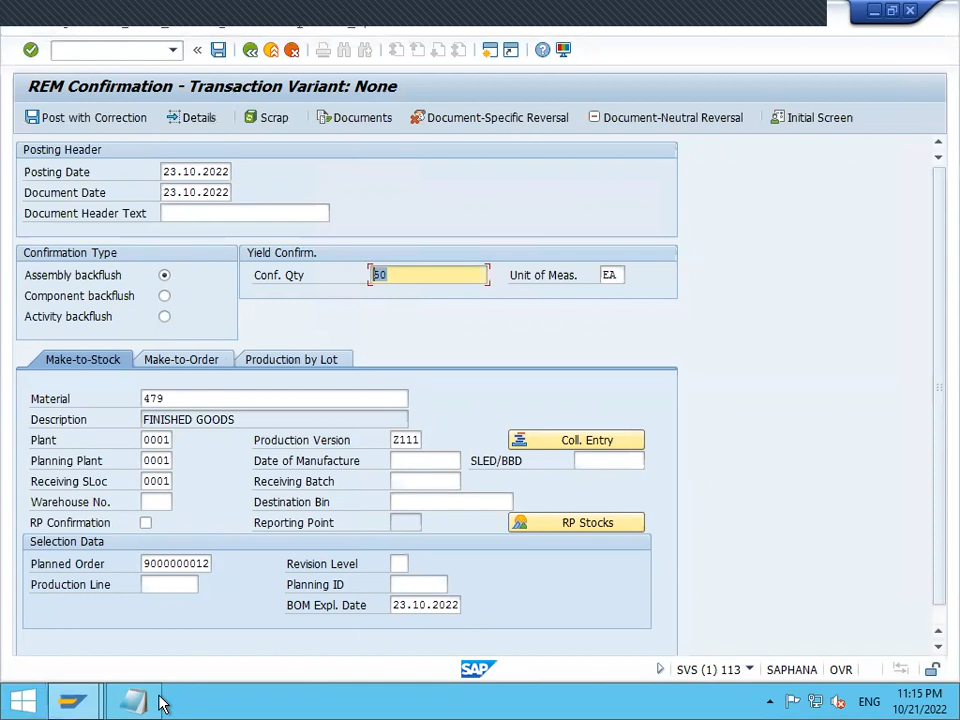 REM Confirmation - Transaction Variant: None
Post with Correction Details Scrap Documents Document-Specific Reversal Document-Neutral Reversal Initial Screen
Posting Header
Posting Date 23.10.2022
Document Date 23.10.2022
Document Header Text
Confirmation Type Yield Confirm.
Assembly backflush Conf. Qty 50 Unit of Meas. EA
Component backflush
Activity backflush
Make-to-Stock Make-to-Order Production by Lot
Material 479
Description FINISHED GOODS
Plant 0001 Production Version Z111 Coll. Entry
Planning Plant 0001 Date of Manufacture SLED/BBD
Receiving SLoc 0001 Receiving Batch
Warehouse No. Destination Bin
RP Confirmation Reporting Point RP Stocks
Selection Data
Planned Order 9000000012 Revision Level
Production Line Planning ID
BOM Expl. Date 23.10.2022
SAP SVS (1) 113 SAPHANA OVR
ENG 11:15 PM
10/21/2022